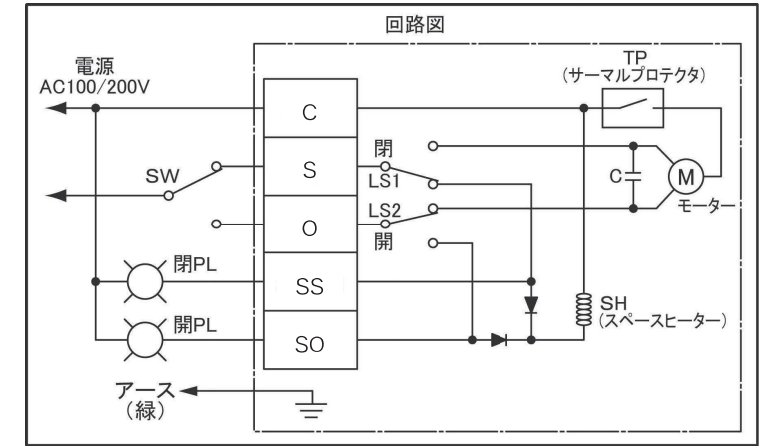 回路図
電源
AC100/200V
TP
(サーマルプロテクタ)
C
閉
SW
S
LS1
C
M
モーター
LS2
O
開
閉PL
SS
SH
(スペースヒーター)
開PL
SO
アース
(緑)